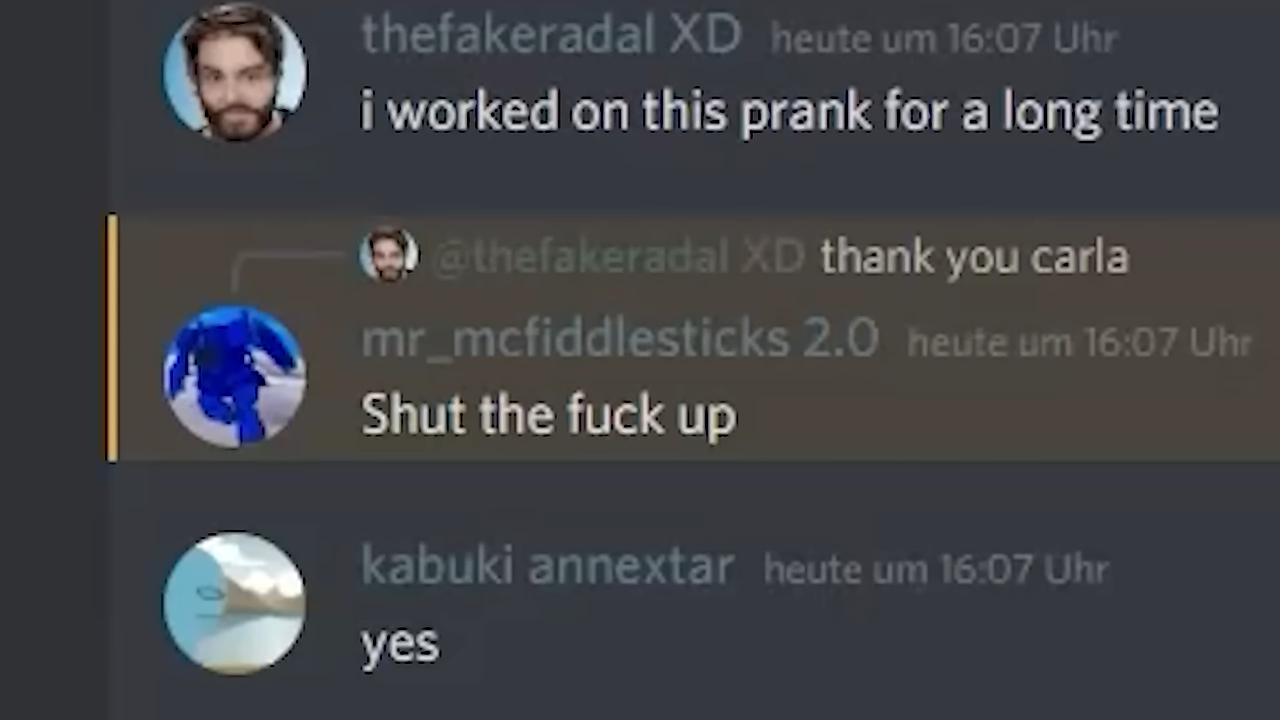 thefakeradal XD heute um 16:07 Uhr
i worked on this prank for a long time
@thefakeradal XD thank you carla
mr_mcfiddlesticks 2.0 heute um 16:07 Uhr
Shut the fuck up
kabuki annextar heute um 16:07 Uhr
yes